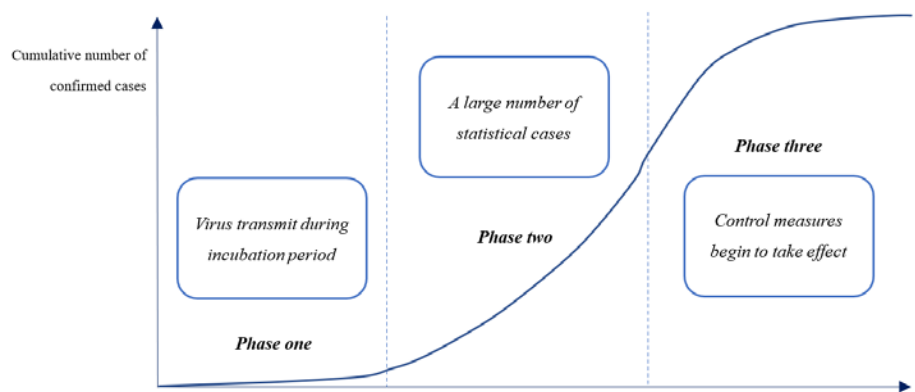 Cumulative number of
confirmed cases
Virus transmit during
incubation period
Phase one
A large number of
statistical cases
Phase two
Phase three
Control measures
begin to take effect